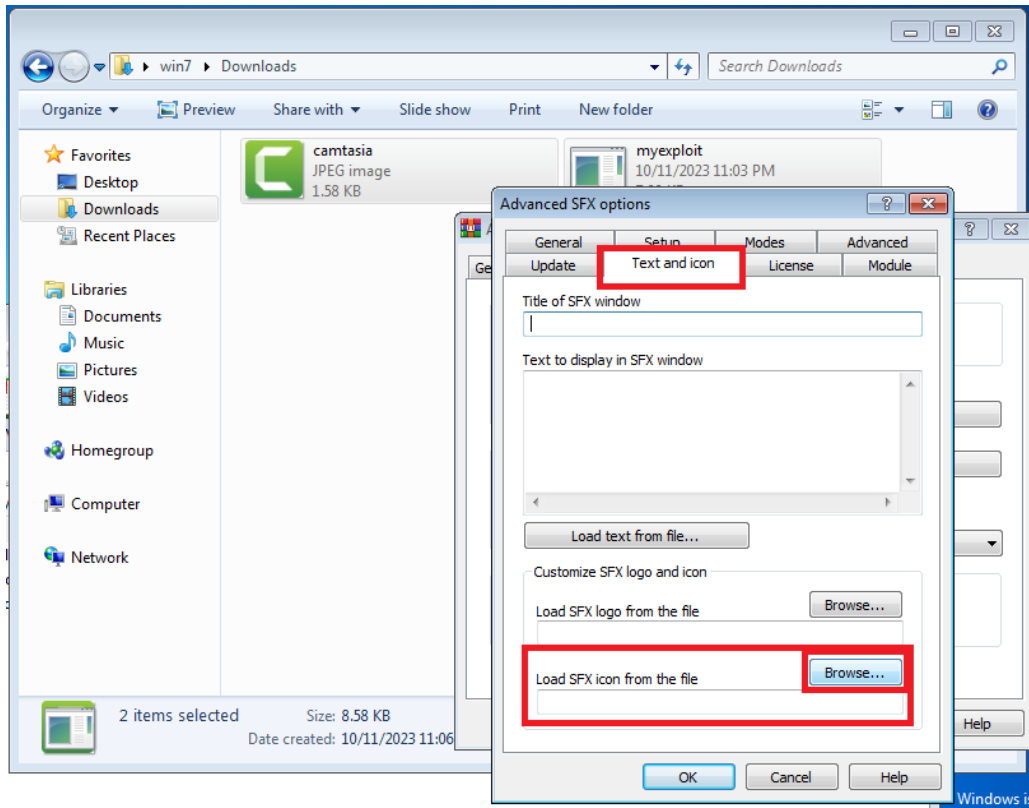 win7 Downloads
Search Downloads
Organize Preview Share with Slide show Print New folder
Favorites
Desktop
Downloads
Recent Places
Libraries
Documents
Music
Pictures
Videos
Homegroup
Computer
Network
camtasia
JPEG image
1.58 KB
myexploit
10/11/2023 11:03 PM
Advanced SFX options
General Setup Modes Advanced
Update Text and icon License Module
Title of SFX window
Text to display in SFX window
Load text from file...
Customize SFX logo and icon
Load SFX logo from the file
Browse...
Load SFX icon from the file
Browse...
OK Cancel Help
Help
2 items selected Size: 8.58 KB
Date created: 10/11/2023 11:06
Windows